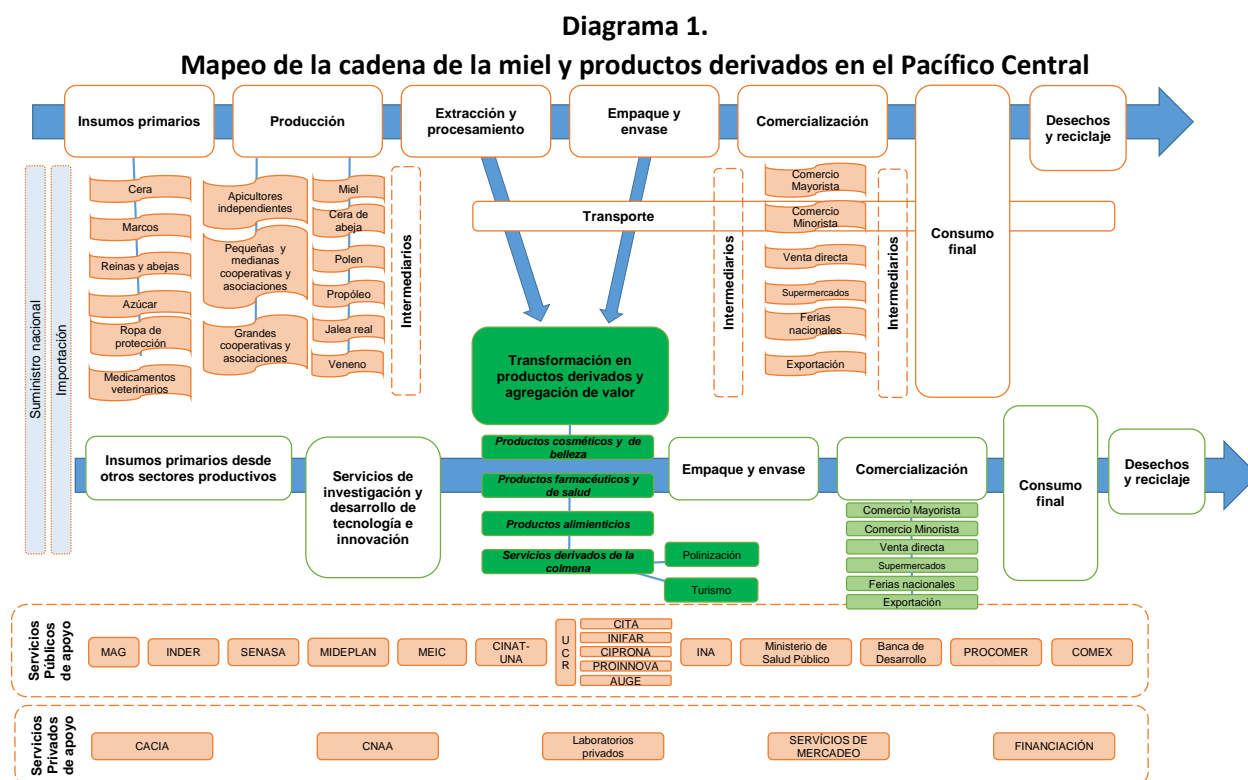 Diagrama 1.
Mapeo de la cadena de la miel y productos derivados en el Pacífico Central
Insumos primarios
Producción
Extracción y
procesamiento
Empaque y
envase
Comercialización
Consumo
final
Desechos
y reciclaje
Suministro nacional
Importación
Cera
Marcos
Reinas y abejas
Azúcar
Ropa de
protección
Medicamentos
veterinarios
Apicultores
independientes
Pequeñas y
medianas
cooperativas y
asociaciones
Grandes
cooperativas y
asociaciones
Miel
Cera de
abeja
Polen
Propóleo
Jalea real
Veneno
Intermediarios
Transporte
Intermediarios
Comercio
Mayorista
Comercio
Minorista
Venta directa
Supermercados
Ferias
nacionales
Exportación
Intermediarios
Transformación en
productos derivados y
agregación de valor
Productos cosméticos y de
belleza
Productos farmacéuticos y
de salud
Productos alimienticios
Servicios derivados de la
colmena
Polinización
Turismo
Insumos primarios desde
otros sectores productivos
Servicios de
investigación y
desarrollo de
tecnología e
innovación
Empaque y envase
Comercialización
Comercio Mayorista
Comercio Minorista
Venta directa
Supermercados
Ferias nacionales
Exportación
Consumo
final
Desechos
y reciclaje
Servicios
Públicos
de apoyo
MAG
INDER
SENASA
MIDEPLAN
MEIC
CINAT-
UNA
U
C
R
CITA
INIFAR
CIPRONA
PROINNOVA
AUGE
INA
Ministerio de
Salud Público
Banca de
Desarrollo
PROCOMER
COMEX
Servicios
Privados
de apoyo
CACIA
CNAA
Laboratorios
privados
SERVÍCIOS DE
MERCADEO
FINANCIACIÓN